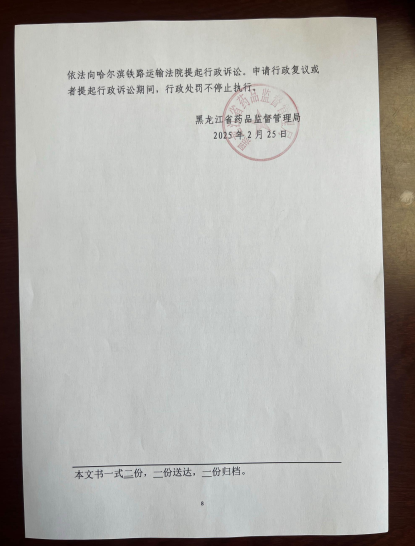 依法向哈尔滨铁路运输法院提起行政诉讼。申请行政复议或
者提起行政诉讼期间，行政处罚不停止执行。
黑龙江省药品监督管理局
2025年2月25日
本文书一式二份，一份送达，一份归档。
8